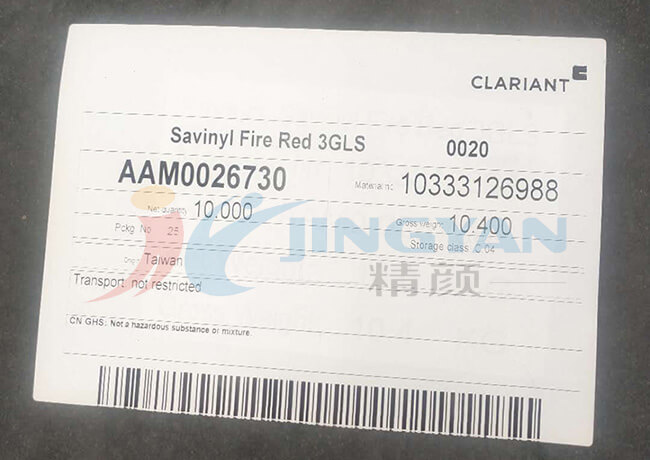 CLARIANT
Savinyl Fire Red 3GLS 0020
AAM0026730 Material no 10333126988
Net quantity 10.000 Gross weight 10.400
Pckg No 25 Storage class
JINGYAN
精颜
Taiwan
Transport not restricted
CN GHS: Not a hazardous substance or mixture.